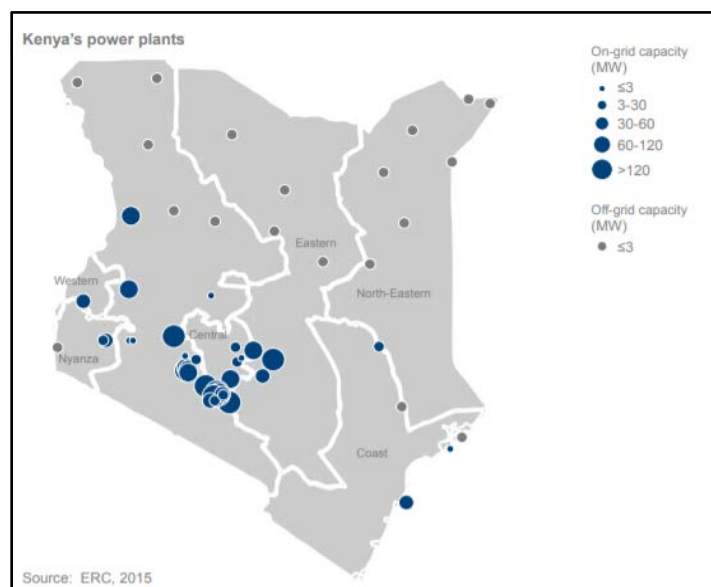 Kenya's power plants
On-grid capacity
(MW)
≤3
3-30
30-60
60-120
>120
Off-grid capacity
(MW)
≤3
Eastern
Western
North-Eastern
Central
Nyanza
Coast
Source: ERC, 2015